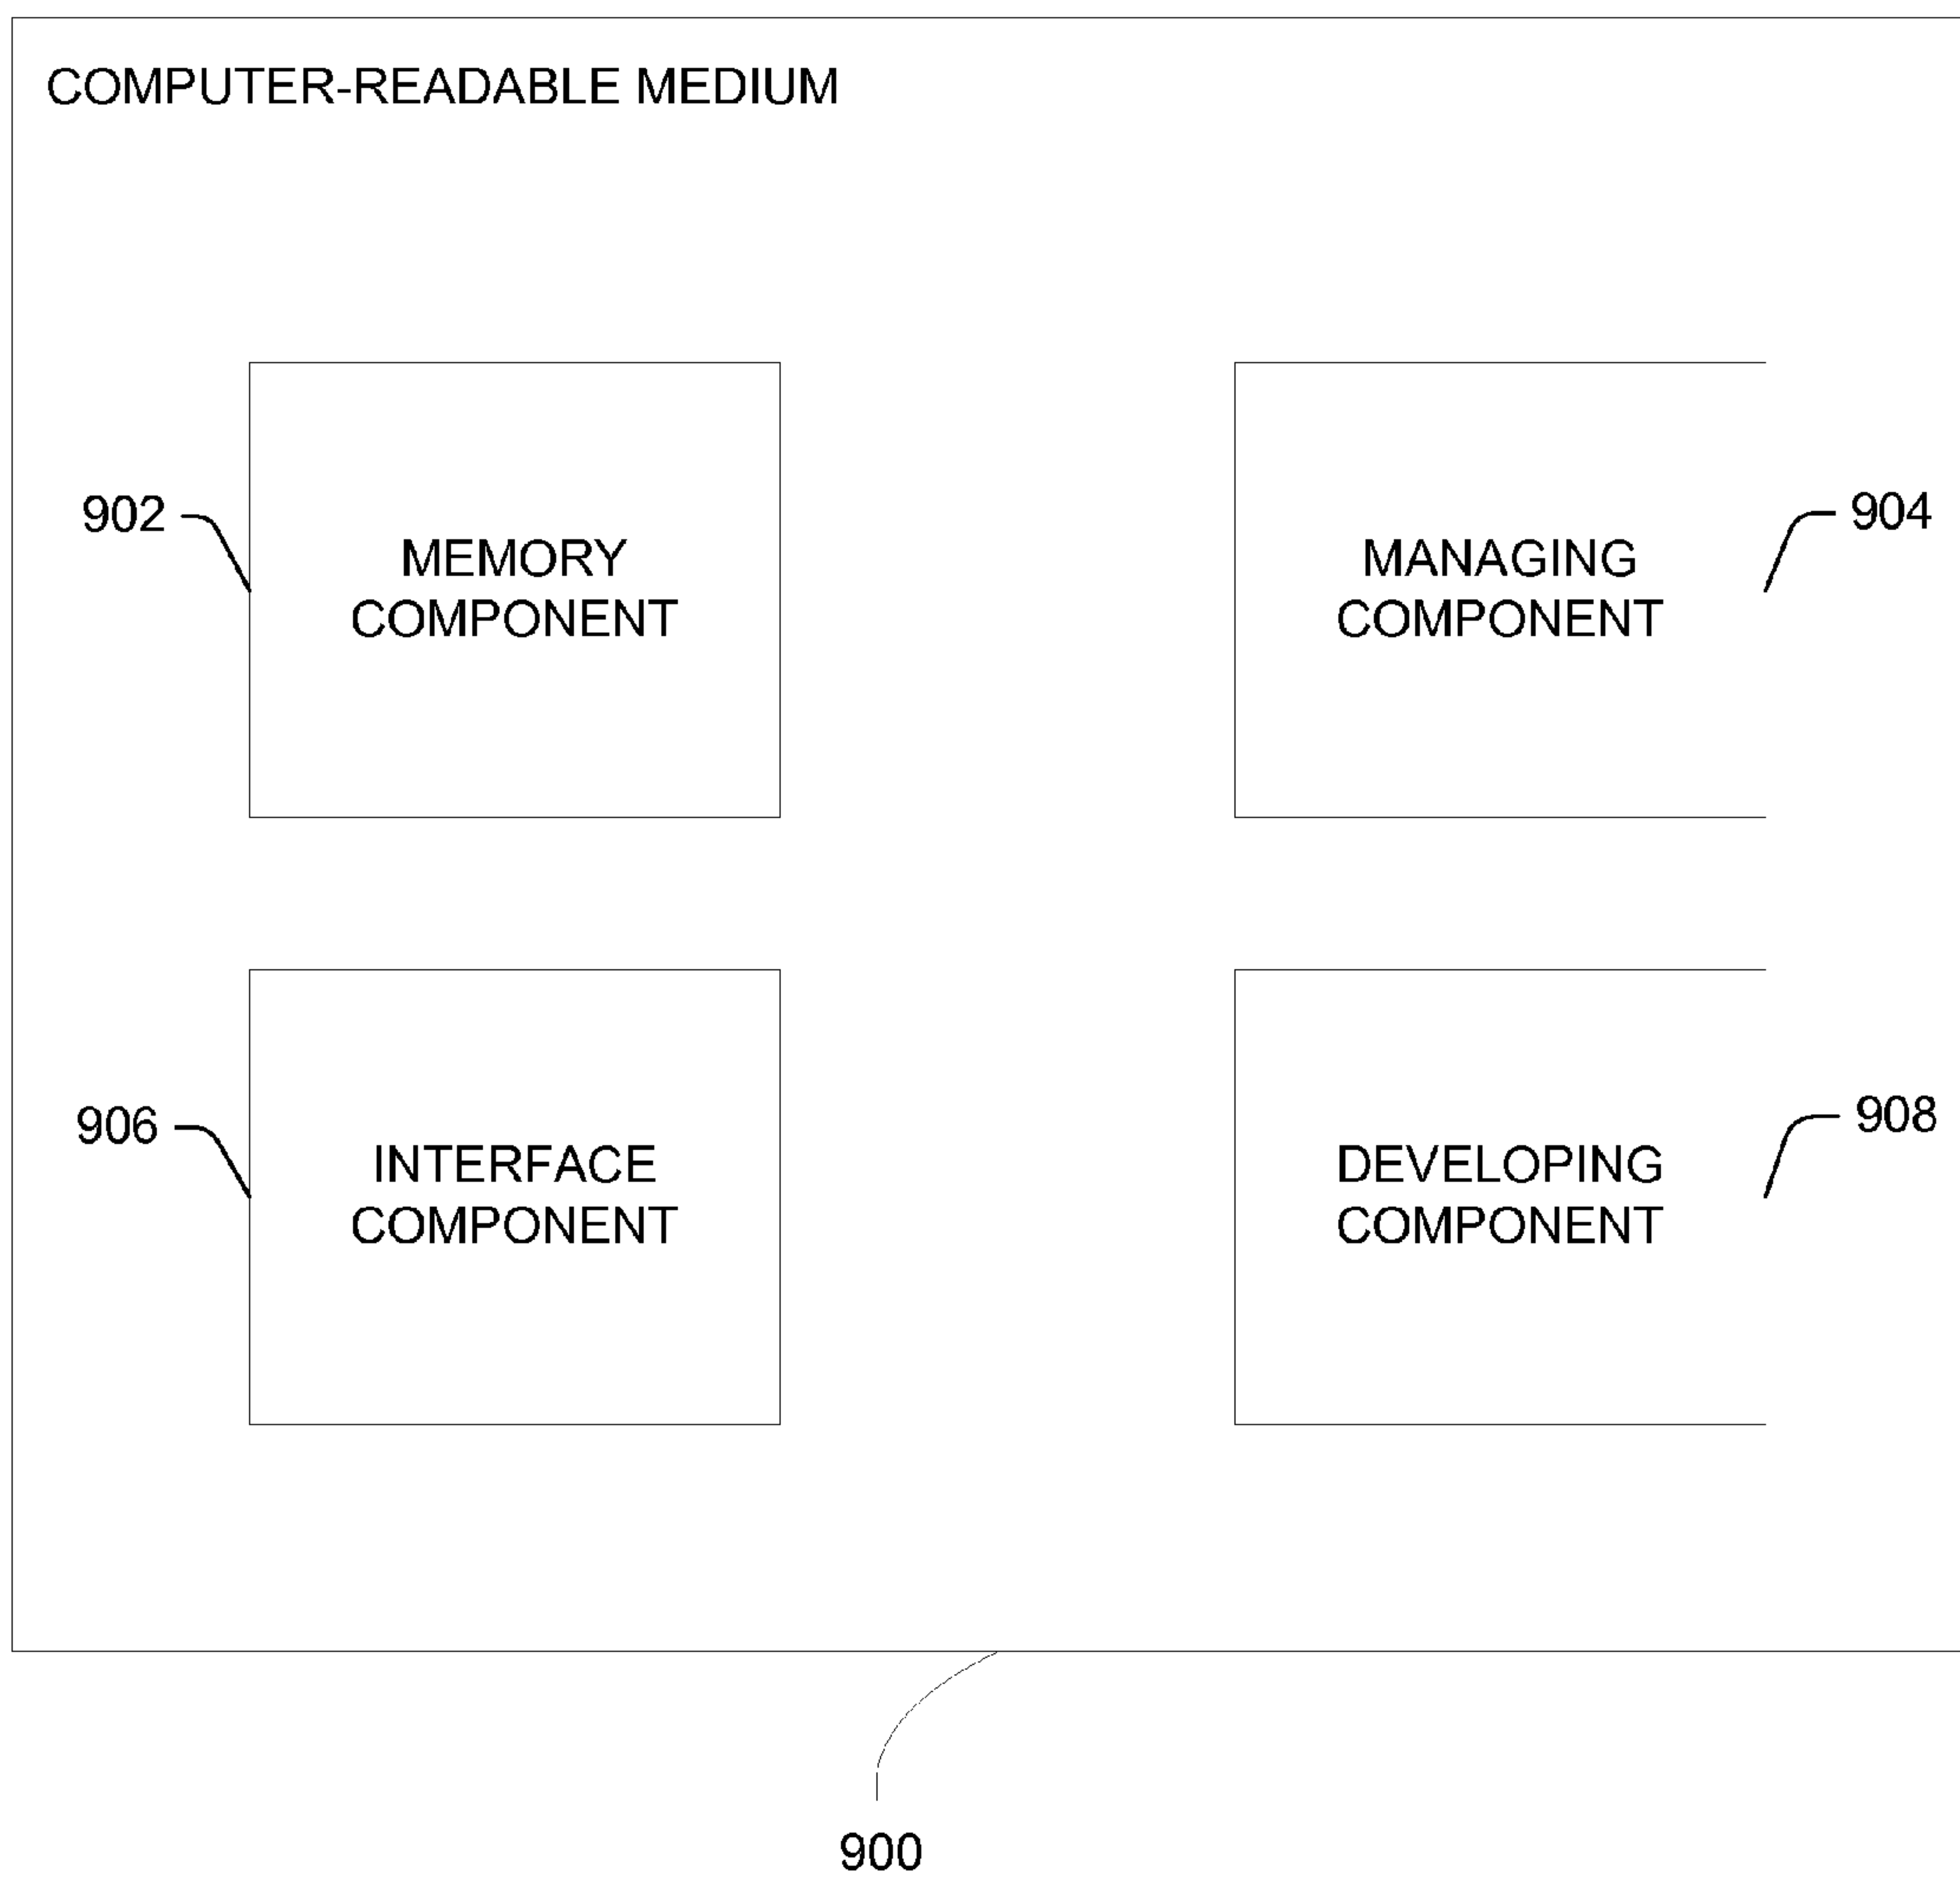 COMPUTER-READABLE MEDIUM
902
MEMORY
COMPONENT
MANAGING
COMPONENT
904
906
INTERFACE
COMPONENT
DEVELOPING
COMPONENT
908
900